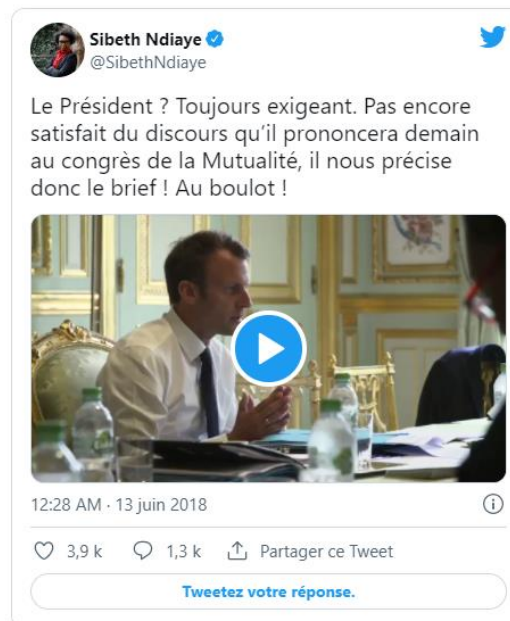 Sibeth Ndiaye
@SibethNdiaye
Le Président ? Toujours exigeant. Pas encore
satisfait du discours qu’il prononcera demain
au congrès de la Mutualité, il nous précise
donc le brief ! Au boulot !
12:28 AM · 13 juin 2018
3,9 k 1,3 k Partager ce Tweet
Tweetez votre réponse.